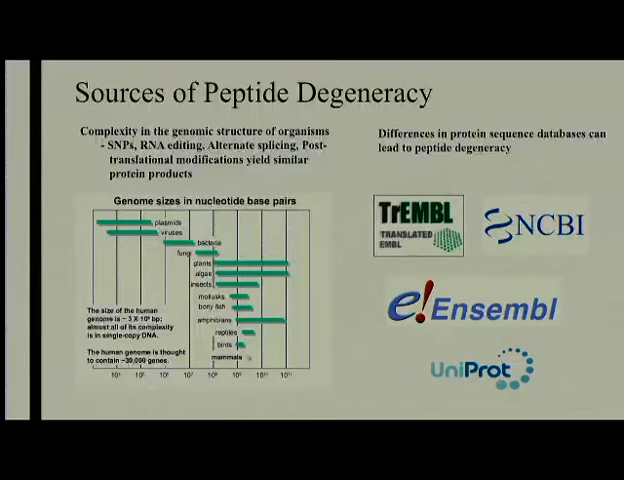 Sources of Peptide Degeneracy
Complexity in the genomic structure of organisms
- SNPs, RNA editing, Alternate splicing, Post-
translational modifications yield similar
protein products
Differences in protein sequence databases can
lead to peptide degeneracy
Genome sizes in nucleotide base pairs
plasmids
viruses
bacteria
fungi
plants
algae
insects
mollusks
bony fish
amphibians
reptiles
birds
mammals
The size of the human
genome is ~ 3 X 10⁹ bp;
almost all of its complexity
is in single-copy DNA.
The human genome is thought
to contain ~30,000 genes.
TrEMBL
TRANSLATED
EMBL
NCBI
e!Ensembl
UniProt